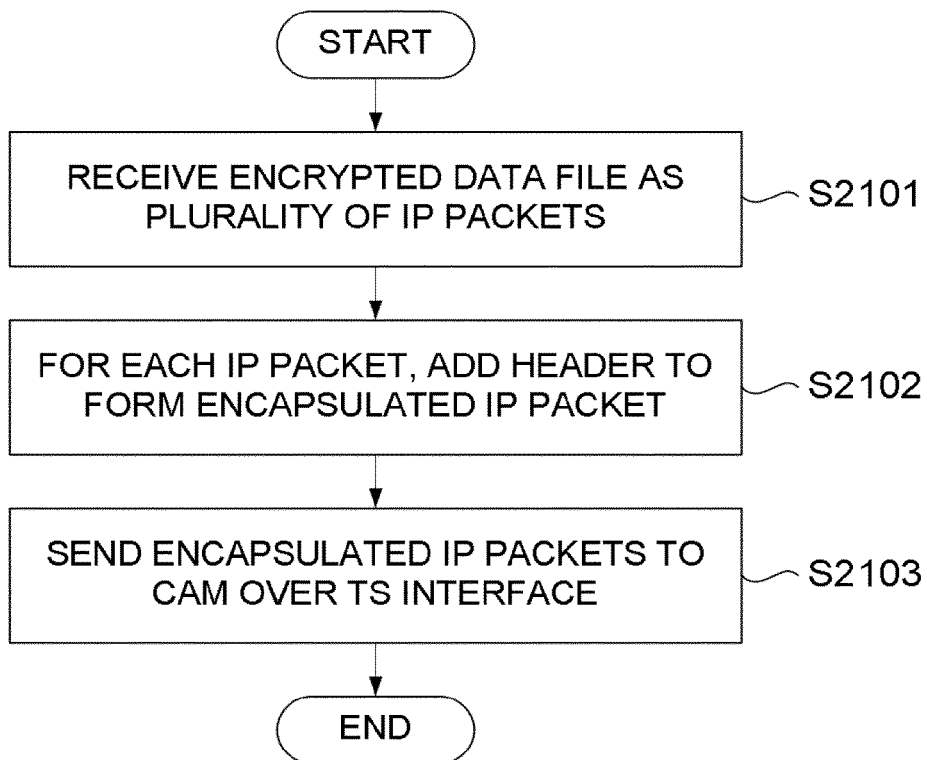 START
RECEIVE ENCRYPTED DATA FILE AS
PLURALITY OF IP PACKETS
S2101
FOR EACH IP PACKET, ADD HEADER TO
FORM ENCAPSULATED IP PACKET
S2102
SEND ENCAPSULATED IP PACKETS TO
CAM OVER TS INTERFACE
S2103
END